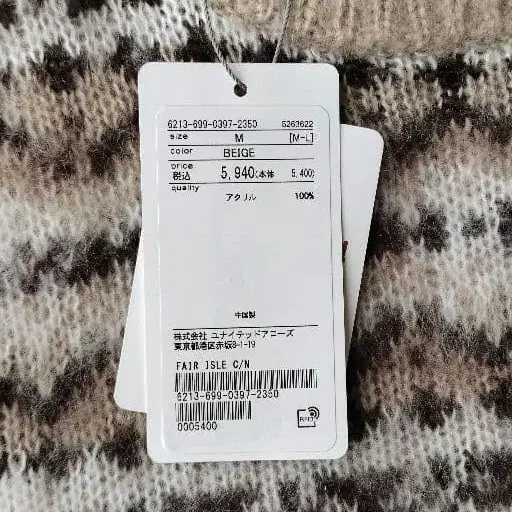 6213-699-0397-2350 6263622
size M [M-L]
color BEIGE
price
税込 5,940(本体 5,400)
quality
アクリル 100%
中国製
株式会社 ユナイテッドアローズ
東京都港区赤坂8-1-19
FAIR ISLE C/N
6213-699-0397-2350
0005400
RFID